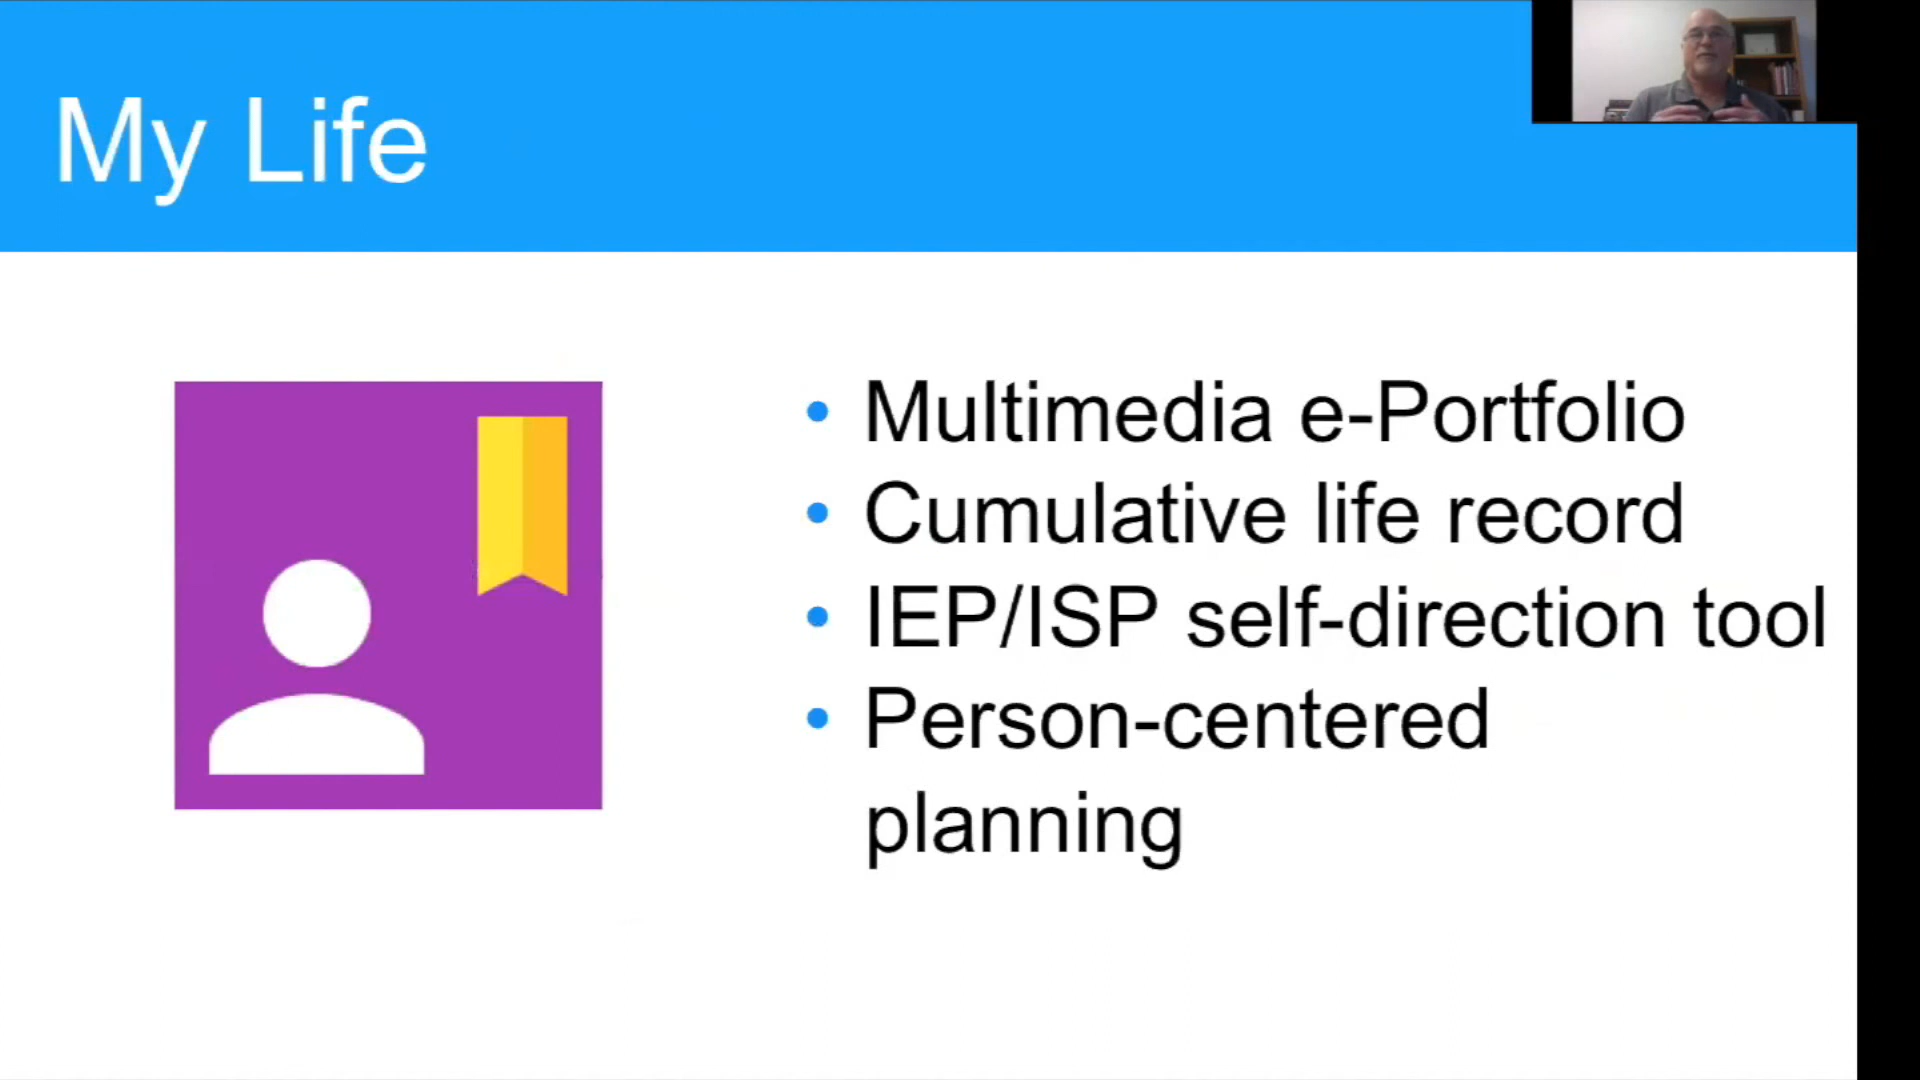 My Life
• Multimedia e-Portfolio
• Cumulative life record
• IEP/ISP self-direction tool
• Person-centered
planning